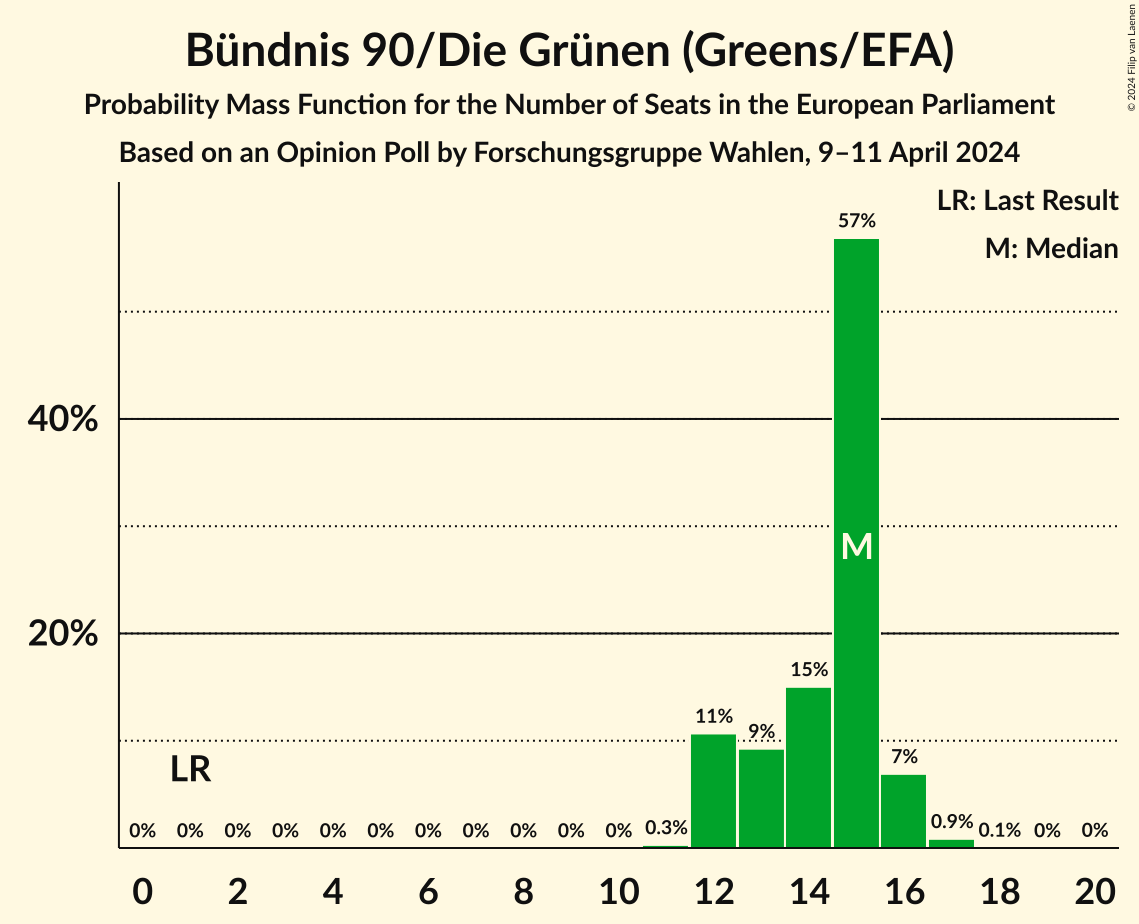 Bündnis 90/Die Grünen (Greens/EFA)
Probability Mass Function for the Number of Seats in the European Parliament
Based on an Opinion Poll by Forschungsgruppe Wahlen, 9–11 April 2024
© 2024 Filip van Laenen
LR: Last Result
M: Median
57%
40%
M
20%
15%
11%
9%
7%
LR
0% 0% 0% 0% 0% 0% 0% 0% 0% 0% 0% 0.3% 0.9% 0.1% 0% 0%
0 2 4 6 8 10 12 14 16 18 20